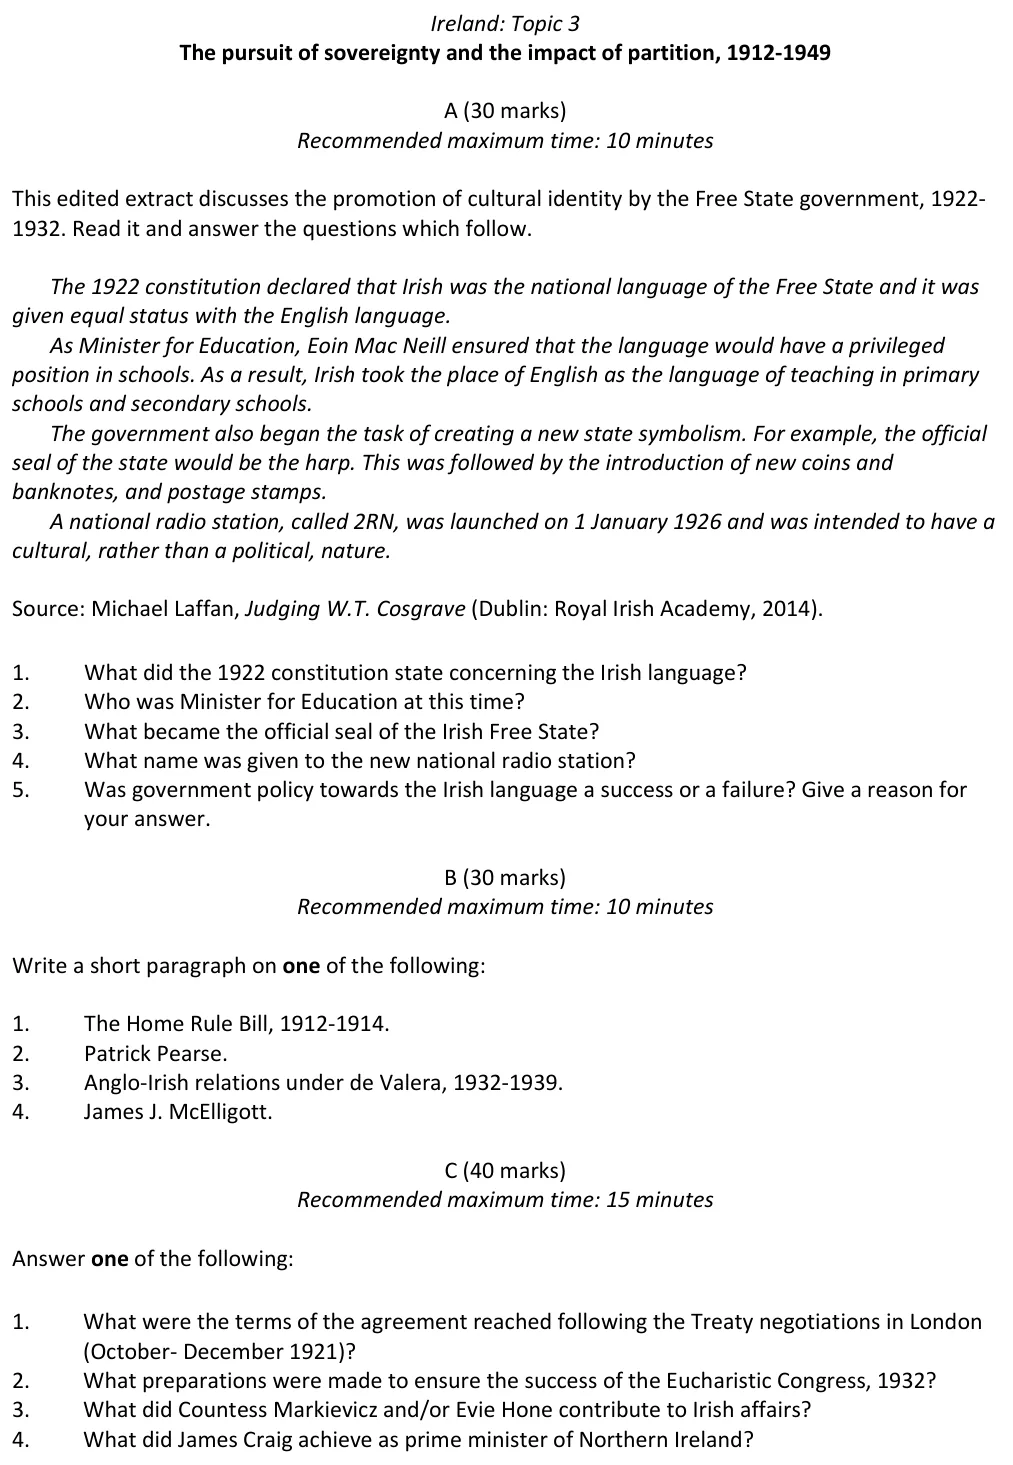 Ireland: Topic 3
The pursuit of sovereignty and the impact of partition, 1912-1949
A (30 marks)
Recommended maximum time: 10 minutes
This edited extract discusses the promotion of cultural identity by the Free State government, 1922-
1932. Read it and answer the questions which follow.
The 1922 constitution declared that Irish was the national language of the Free State and it was
given equal status with the English language.
As Minister for Education, Eoin Mac Neill ensured that the language would have a privileged
position in schools. As a result, Irish took the place of English as the language of teaching in primary
schools and secondary schools.
The government also began the task of creating a new state symbolism. For example, the official
seal of the state would be the harp. This was followed by the introduction of new coins and
banknotes, and postage stamps.
A national radio station, called 2RN, was launched on 1 January 1926 and was intended to have a
cultural, rather than a political, nature.
Source: Michael Laffan, Judging W.T. Cosgrave (Dublin: Royal Irish Academy, 2014).
1. What did the 1922 constitution state concerning the Irish language?
2. Who was Minister for Education at this time?
3. What became the official seal of the Irish Free State?
4. What name was given to the new national radio station?
5. Was government policy towards the Irish language a success or a failure? Give a reason for
your answer.
B (30 marks)
Recommended maximum time: 10 minutes
Write a short paragraph on one of the following:
1. The Home Rule Bill, 1912-1914.
2. Patrick Pearse.
3. Anglo-Irish relations under de Valera, 1932-1939.
4. James J. McElligott.
C (40 marks)
Recommended maximum time: 15 minutes
Answer one of the following:
1. What were the terms of the agreement reached following the Treaty negotiations in London
(October- December 1921)?
2. What preparations were made to ensure the success of the Eucharistic Congress, 1932?
3. What did Countess Markievicz and/or Evie Hone contribute to Irish affairs?
4. What did James Craig achieve as prime minister of Northern Ireland?